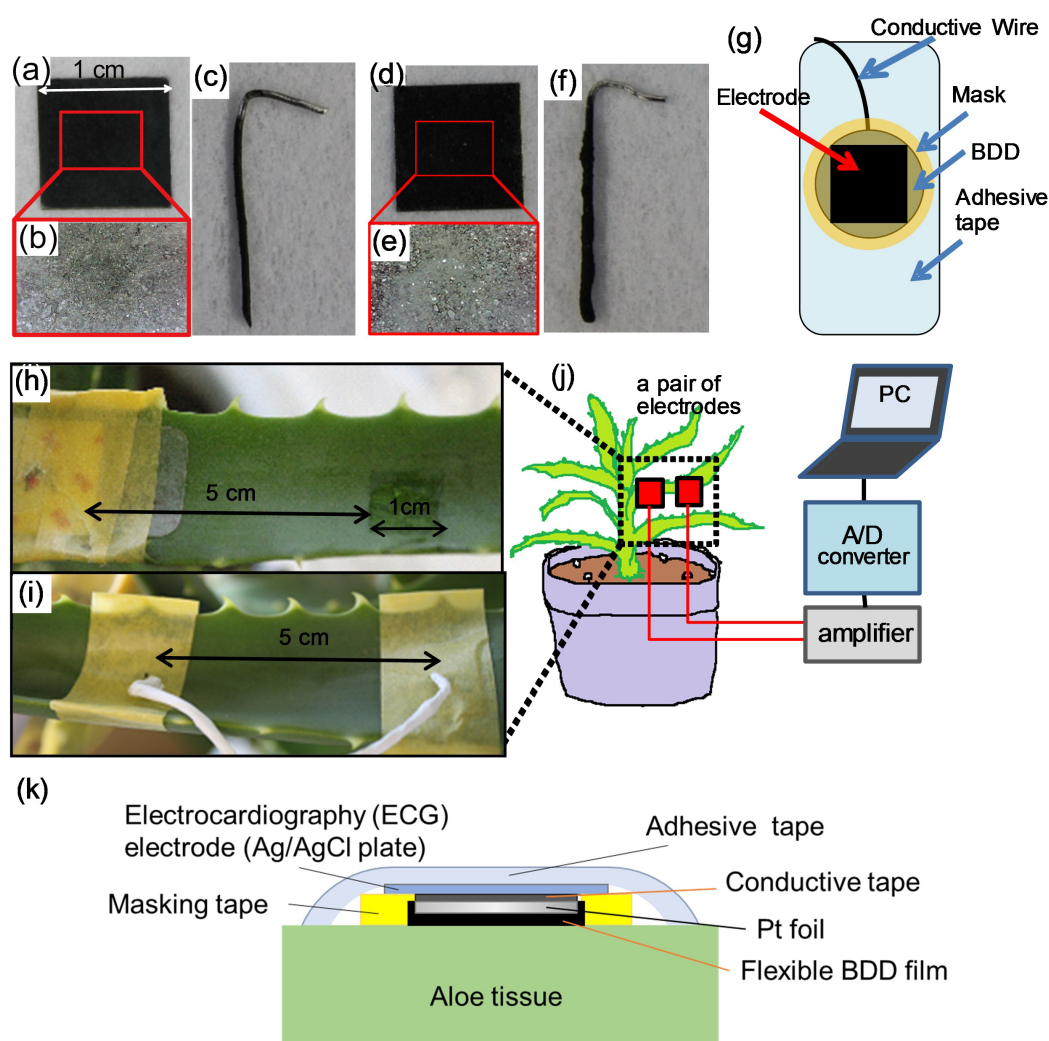 (a)
1 cm
(b)
(c)
(d)
(e)
(f)
(g)
Conductive Wire
Electrode
Mask
BDD
Adhesive
tape
(h)
5 cm
1cm
(i)
5 cm
(j)
a pair of
electrodes
PC
A/D
converter
amplifier
(k)
Electrocardiography (ECG)
electrode (Ag/AgCl plate)
Masking tape
Adhesive tape
Conductive tape
Pt foil
Flexible BDD film
Aloe tissue